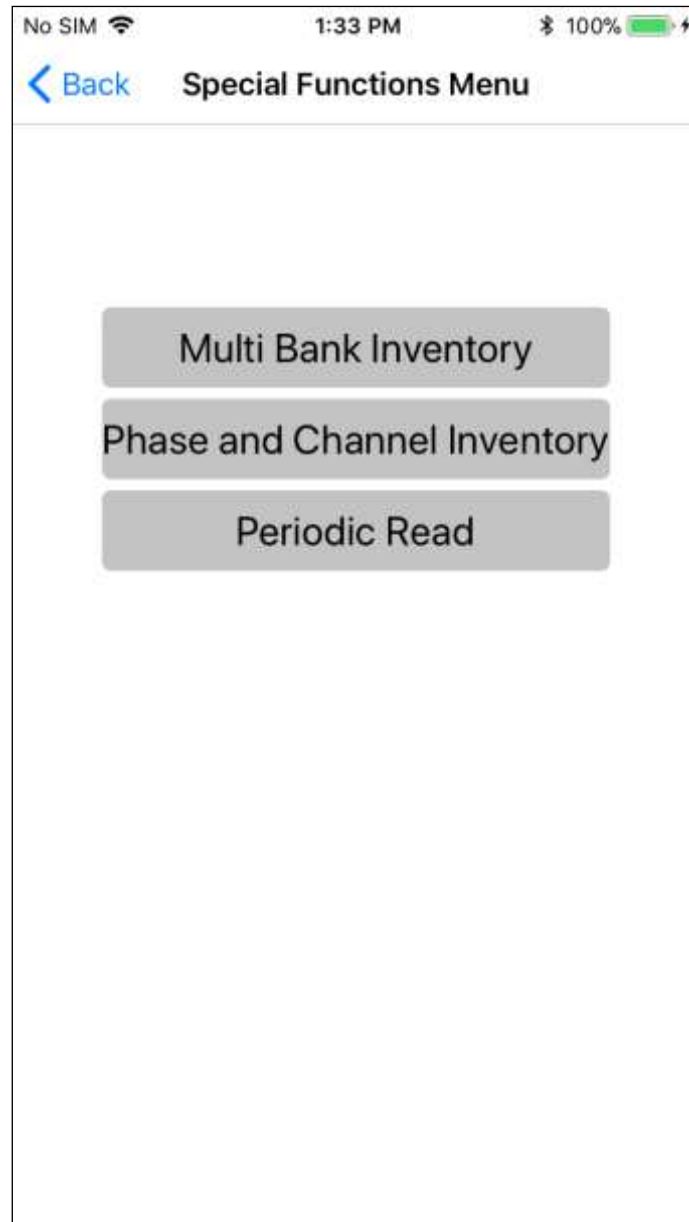 No SIM 1:33 PM 100%
Back Special Functions Menu
Multi Bank Inventory
Phase and Channel Inventory
Periodic Read